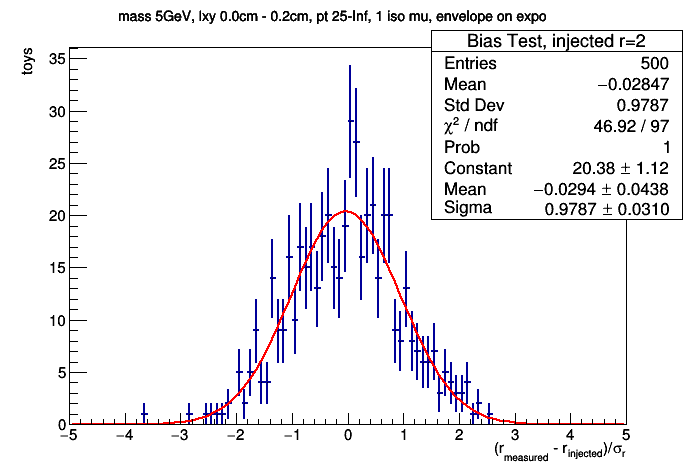 mass 5GeV, lxy 0.0cm - 0.2cm, pt 25-Inf, 1 iso mu, envelope on expo
toys
Bias Test, injected r=2
Entries 500
Mean −0.02847
Std Dev 0.9787
χ² / ndf 46.92 / 97
Prob 1
Constant 20.38 ± 1.12
Mean −0.0294 ± 0.0438
Sigma 0.9787 ± 0.0310
35
30
25
20
15
10
5
0
−5 −4 −3 −2 −1 0 1 2 3 4 5
(r_measured - r_injected)/σ_r